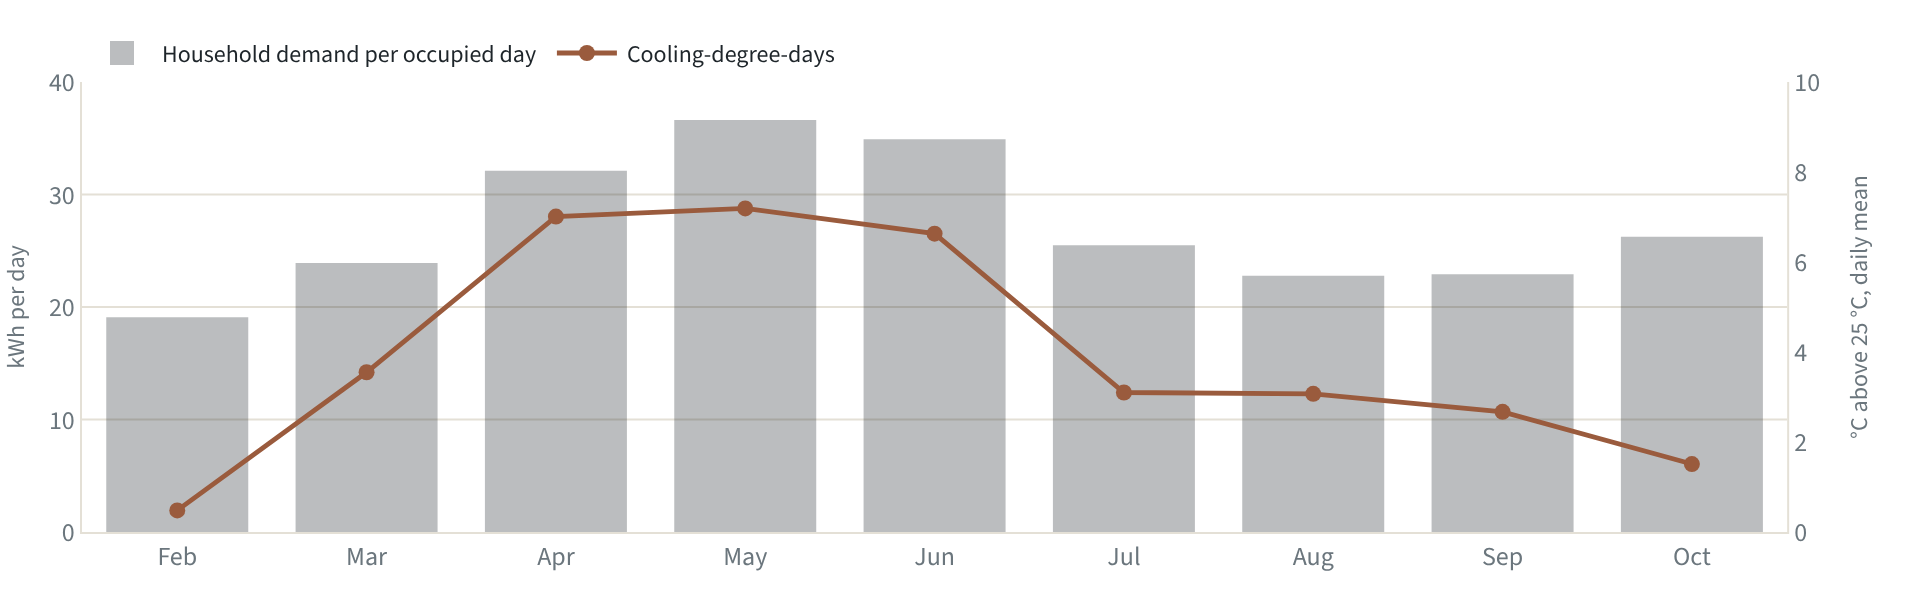 Household demand per occupied day
Cooling-degree-days
40
30
20
10
0
kWh per day
10
8
6
4
2
0
°C above 25 °C, daily mean
Feb Mar Apr May Jun Jul Aug Sep Oct